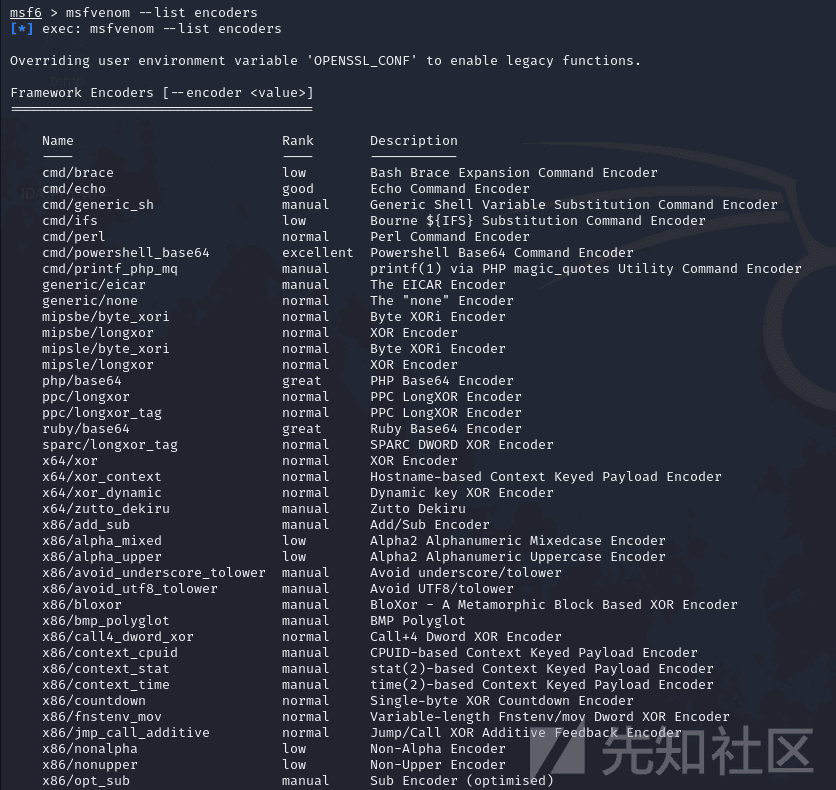 msf6 > msfvenom --list encoders
[*] exec: msfvenom --list encoders
Overriding user environment variable 'OPENSSL_CONF' to enable legacy functions.
Framework Encoders [--encoder <value>]
======================================
Name Rank Description
---- ---- -----------
cmd/brace low Bash Brace Expansion Command Encoder
cmd/echo good Echo Command Encoder
cmd/generic_sh manual Generic Shell Variable Substitution Command Encoder
cmd/ifs low Bourne ${IFS} Substitution Command Encoder
cmd/perl normal Perl Command Encoder
cmd/powershell_base64 excellent Powershell Base64 Command Encoder
cmd/printf_php_mq manual printf(1) via PHP magic_quotes Utility Command Encoder
generic/eicar manual The EICAR Encoder
generic/none normal The "none" Encoder
mipsbe/byte_xori normal Byte XORi Encoder
mipsbe/longxor normal XOR Encoder
mipsle/byte_xori normal Byte XORi Encoder
mipsle/longxor normal XOR Encoder
php/base64 great PHP Base64 Encoder
ppc/longxor normal PPC LongXOR Encoder
ppc/longxor_tag normal PPC LongXOR Encoder
ruby/base64 great Ruby Base64 Encoder
sparc/longxor_tag normal SPARC DWORD XOR Encoder
x64/xor normal XOR Encoder
x64/xor_context normal Hostname-based Context Keyed Payload Encoder
x64/xor_dynamic normal Dynamic key XOR Encoder
x64/zutto_dekiru manual Zutto Dekiru
x86/add_sub manual Add/Sub Encoder
x86/alpha_mixed low Alpha2 Alphanumeric Mixedcase Encoder
x86/alpha_upper low Alpha2 Alphanumeric Uppercase Encoder
x86/avoid_underscore_tolower manual Avoid underscore/tolower
x86/avoid_utf8_tolower manual Avoid UTF8/tolower
x86/bloxor manual BloXor - A Metamorphic Block Based XOR Encoder
x86/bmp_polyglot manual BMP Polyglot
x86/call4_dword_xor normal Call+4 Dword XOR Encoder
x86/context_cpuid manual CPUID-based Context Keyed Payload Encoder
x86/context_stat manual stat(2)-based Context Keyed Payload Encoder
x86/context_time manual time(2)-based Context Keyed Payload Encoder
x86/countdown normal Single-byte XOR Countdown Encoder
x86/fnstenv_mov normal Variable-length Fnstenv/mov Dword XOR Encoder
x86/jmp_call_additive normal Jump/Call XOR Additive Feedback Encoder
x86/nonalpha low Non-Alpha Encoder
x86/nonupper low Non-Upper Encoder
x86/opt_sub manual Sub Encoder (optimised)
先知社区